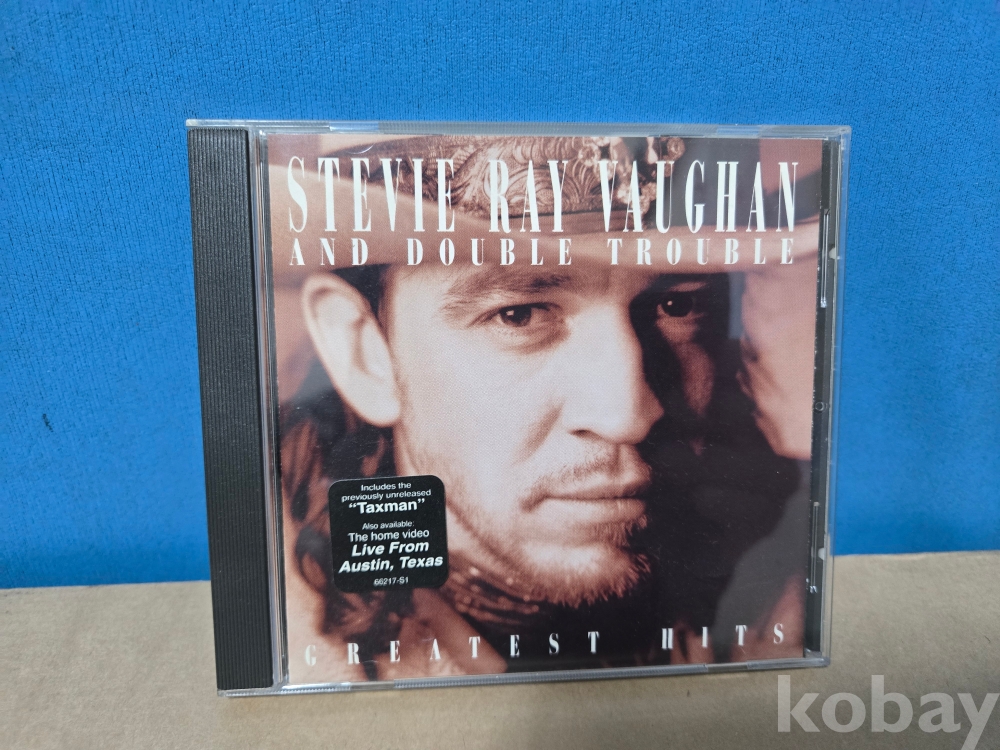 STEVIE RAY VAUGHAN
AND DOUBLE TROUBLE
Includes the
previously unreleased
“Taxman”
Also available:
The home video
Live From
Austin, Texas
66217-S1
GREATEST HITS
kobay